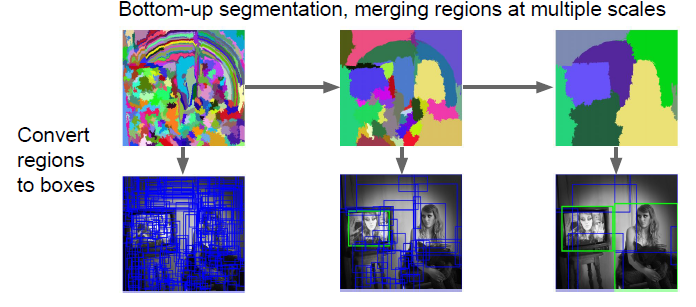 Bottom-up segmentation, merging regions at multiple scales
Convert
regions
to boxes